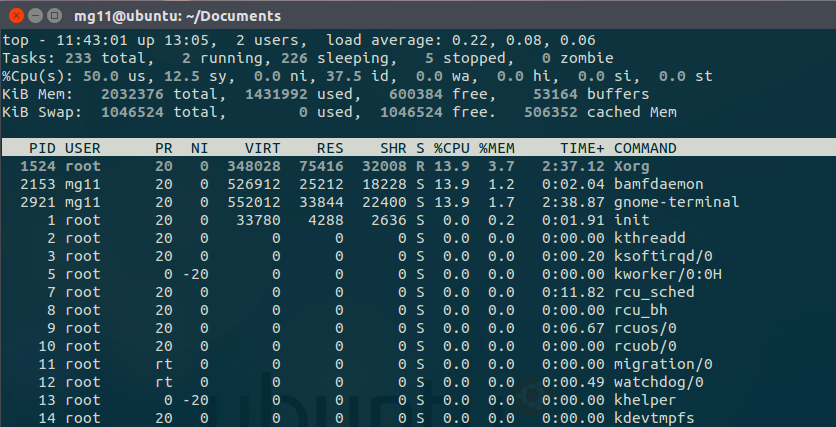 mg11@ubuntu: ~/Documents
top - 11:43:01 up 13:05,  2 users,  load average: 0.22, 0.08, 0.06
Tasks: 233 total,   2 running, 226 sleeping,   5 stopped,   0 zombie
%Cpu(s): 50.0 us, 12.5 sy,  0.0 ni, 37.5 id,  0.0 wa,  0.0 hi,  0.0 si,  0.0 st
KiB Mem:   2032376 total,  1431992 used,   600384 free,    53164 buffers
KiB Swap:  1046524 total,        0 used,  1046524 free.   506352 cached Mem
PID USER      PR  NI    VIRT    RES    SHR S %CPU %MEM     TIME+ COMMAND
1524 root      20   0  348028  75416  32008 R 13.9  3.7   2:37.12 Xorg
2153 mg11      20   0  526912  25212  18228 S 13.9  1.2   0:02.04 bamfdaemon
2921 mg11      20   0  552012  33844  22400 S 13.9  1.7   2:38.87 gnome-terminal
1 root      20   0   33780   4288   2636 S  0.0  0.2   0:01.91 init
2 root      20   0       0      0      0 S  0.0  0.0   0:00.00 kthreadd
3 root      20   0       0      0      0 S  0.0  0.0   0:00.20 ksoftirqd/0
5 root       0 -20       0      0      0 S  0.0  0.0   0:00.00 kworker/0:0H
7 root      20   0       0      0      0 S  0.0  0.0   0:11.82 rcu_sched
8 root      20   0       0      0      0 S  0.0  0.0   0:00.00 rcu_bh
9 root      20   0       0      0      0 S  0.0  0.0   0:06.67 rcuos/0
10 root      20   0       0      0      0 S  0.0  0.0   0:00.00 rcuob/0
11 root      rt   0       0      0      0 S  0.0  0.0   0:00.00 migration/0
12 root      rt   0       0      0      0 S  0.0  0.0   0:00.49 watchdog/0
13 root       0 -20       0      0      0 S  0.0  0.0   0:00.00 khelper
14 root      20   0       0      0      0 S  0.0  0.0   0:00.00 kdevtmpfs
ubuntu